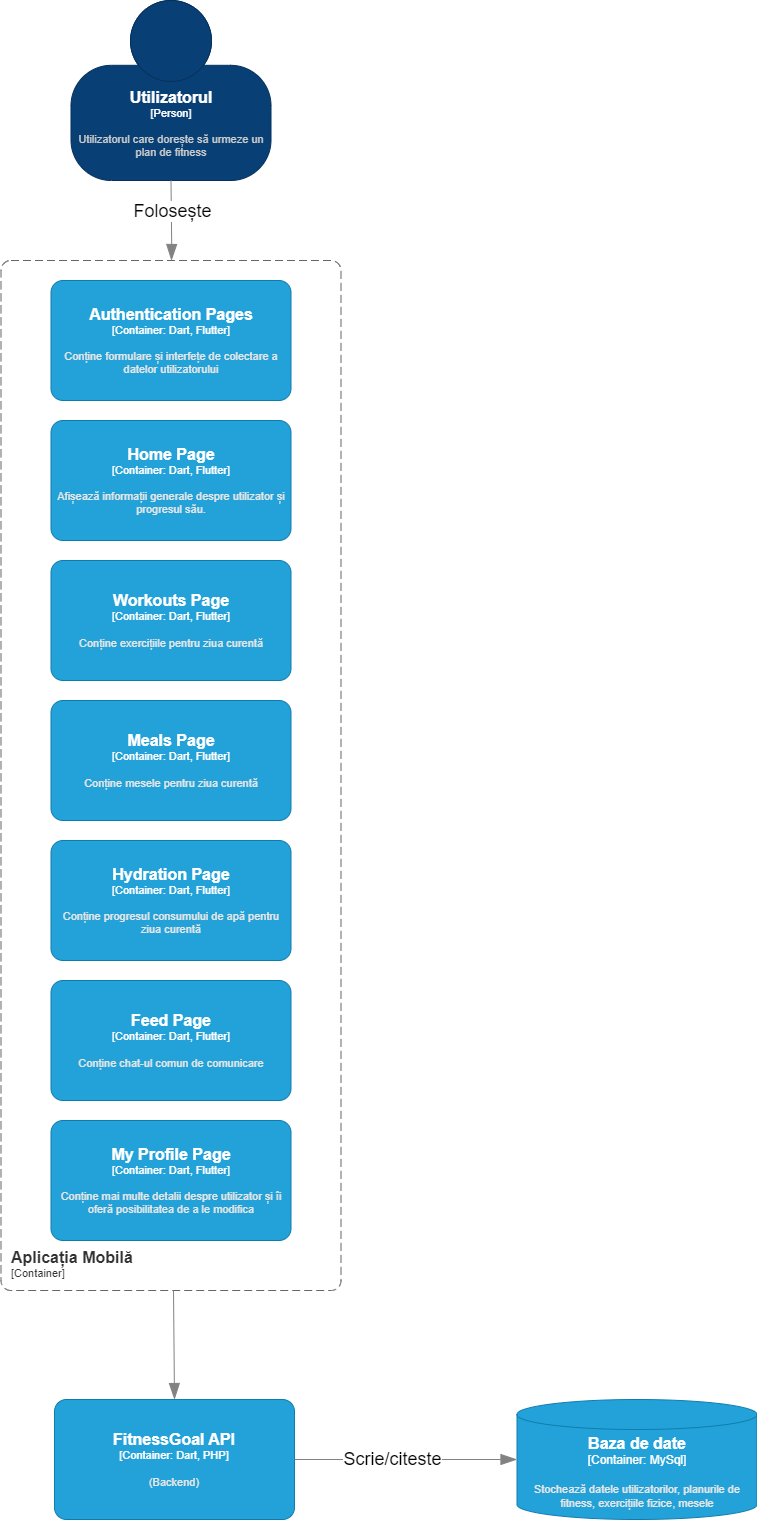 Utilizatorul
[Person]
Utilizatorul care dorește să urmeze un
plan de fitness
Folosește
Authentication Pages
[Container: Dart, Flutter]
Conține formulare și interfețe de colectare a
datelor utilizatorului
Home Page
[Container: Dart, Flutter]
Afișează informații generale despre utilizator și
progresul său.
Workouts Page
[Container: Dart, Flutter]
Conține exercițiile pentru ziua curentă
Meals Page
[Container: Dart, Flutter]
Conține mesele pentru ziua curentă
Hydration Page
[Container: Dart, Flutter]
Conține progresul consumului de apă pentru
ziua curentă
Feed Page
[Container: Dart, Flutter]
Conține chat-ul comun de comunicare
My Profile Page
[Container: Dart, Flutter]
Conține mai multe detalii despre utilizator și îi
oferă posibilitatea de a le modifica
Aplicația Mobilă
[Container]
FitnessGoal API
[Container: Dart, PHP]
(Backend)
Scrie/citeste
Baza de date
[Container: MySql]
Stochează datele utilizatorilor, planurile de
fitness, exercițiile fizice, mesele